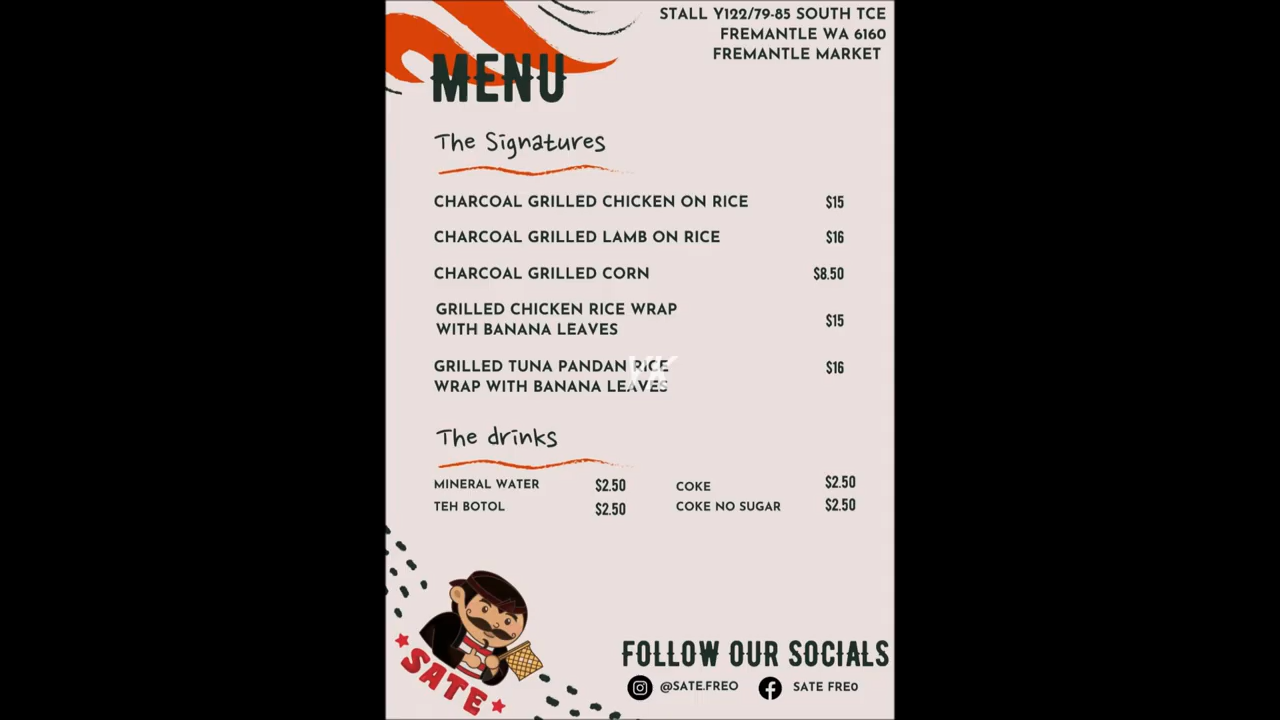 STALL Y122/79-85 SOUTH TCE
FREMANTLE WA 6160
FREMANTLE MARKET
MENU
The Signatures
CHARCOAL GRILLED CHICKEN ON RICE $15
CHARCOAL GRILLED LAMB ON RICE $16
CHARCOAL GRILLED CORN $8.50
GRILLED CHICKEN RICE WRAP
WITH BANANA LEAVES $15
GRILLED TUNA PANDAN RICE $16
WRAP WITH BANANA LEAVES
The drinks
MINERAL WATER $2.50 COKE $2.50
TEH BOTOL $2.50 COKE NO SUGAR $2.50
SATE
FOLLOW OUR SOCIALS
@SATE.FREO SATE FREO